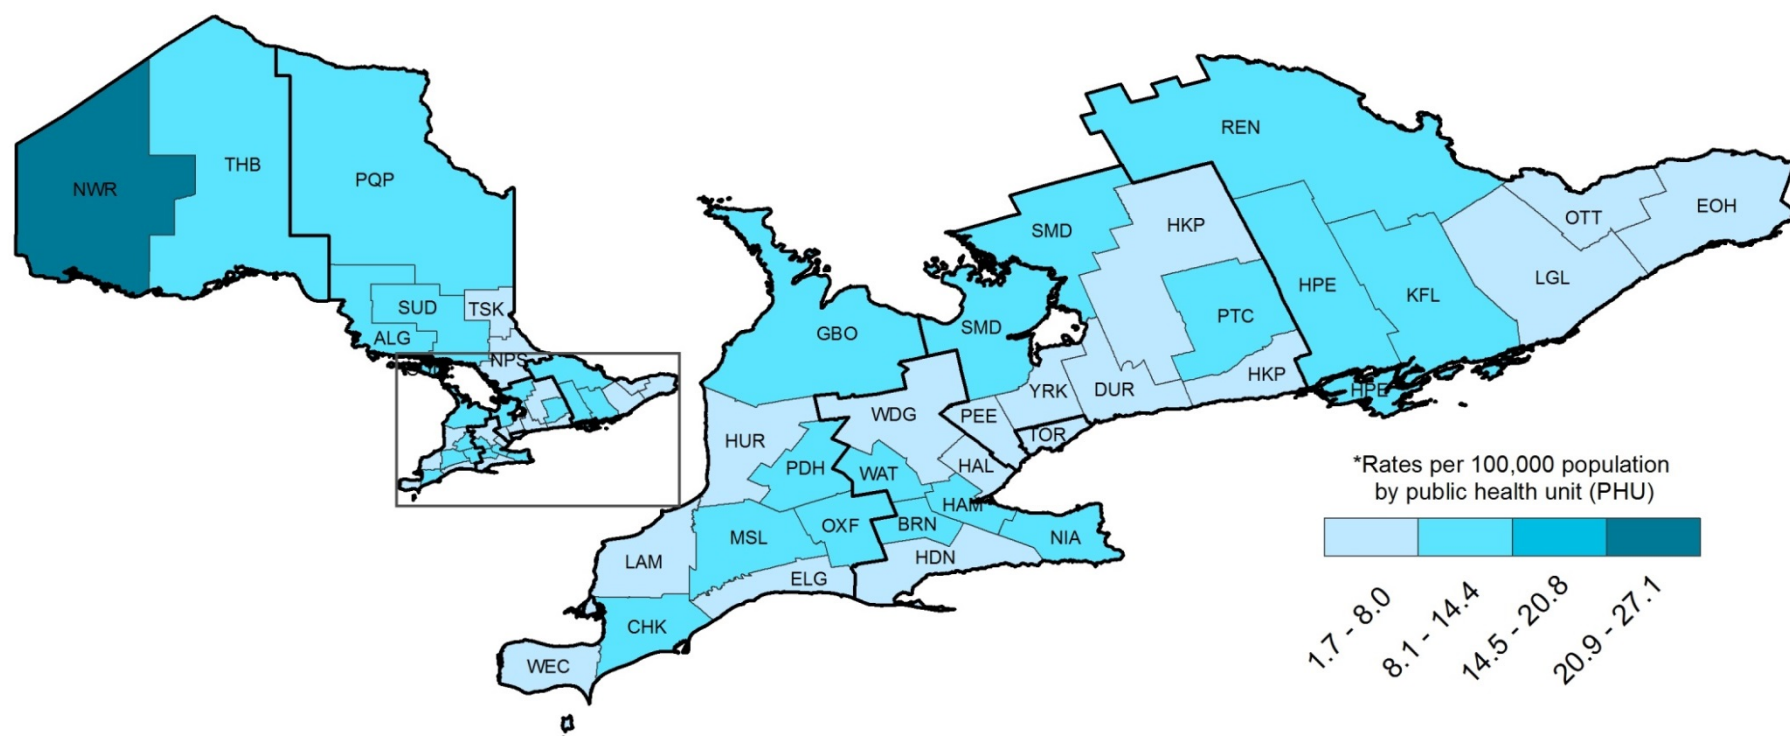 NWR
THB
PQP
SUD
TSK
ALG
NPS
REN
SMD
HKP
OTT
EOH
GBO
SMD
HPE
KFL
LGL
PTC
HKP
HPE
YRK
DUR
WDG
PEE
TOR
HUR
PDH
WAT
HAL
HAM
MSL
OXF
BRN
NIA
LAM
HDN
ELG
CHK
WEC
*Rates per 100,000 population
by public health unit (PHU)
1.7 - 8.0
8.1 - 14.4
14.5 - 20.8
20.9 - 27.1